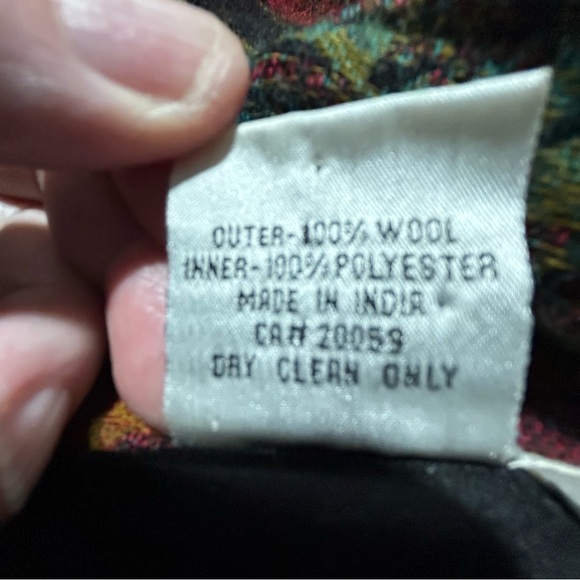 OUTER-100% WOOL
INNER-100% POLYESTER
MADE IN INDIA
CA# 20059
DRY CLEAN ONLY